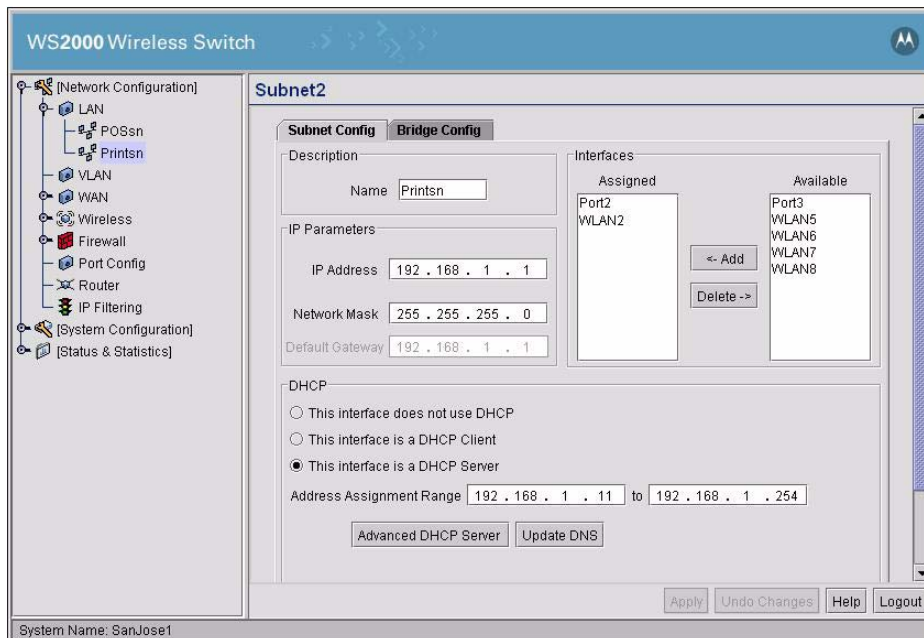 WS2000 Wireless Switch
[Network Configuration]
LAN
POSsn
Printsn
VLAN
WAN
Wireless
Firewall
Port Config
Router
IP Filtering
[System Configuration]
[Status & Statistics]
Subnet2
Subnet Config
Bridge Config
Description
Name Printsn
IP Parameters
IP Address 192 . 168 . 1 . 1
Network Mask 255 . 255 . 255 . 0
Default Gateway 192 . 168 . 1 . 1
Interfaces
Assigned
Port2
WLAN2
<- Add
Delete ->
Available
Port3
WLAN5
WLAN6
WLAN7
WLAN8
DHCP
This interface does not use DHCP
This interface is a DHCP Client
This interface is a DHCP Server
Address Assignment Range 192 . 168 . 1 . 11 to 192 . 168 . 1 . 254
Advanced DHCP Server
Update DNS
Apply
Undo Changes
Help
Logout
System Name: SanJose1